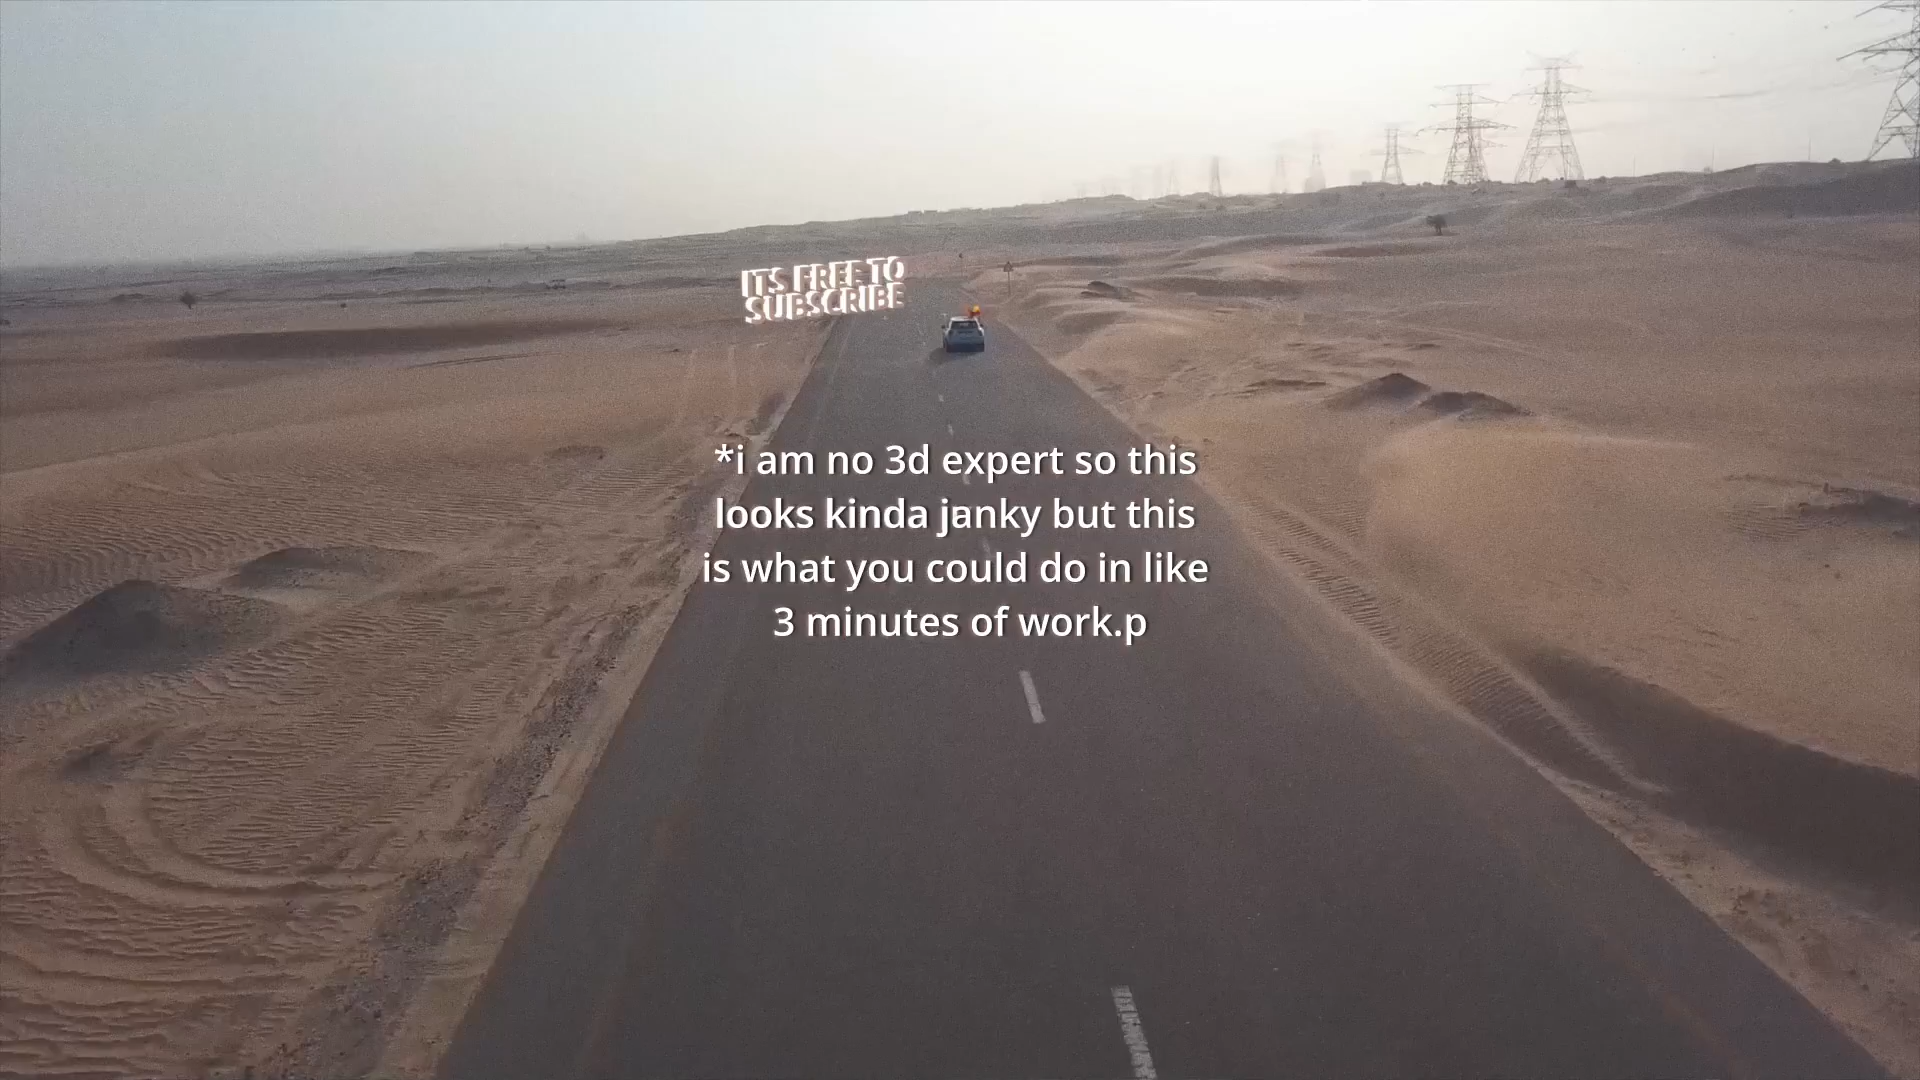 ITS FREE TO
SUBSCRIBE
*i am no 3d expert so this
looks kinda janky but this
is what you could do in like
3 minutes of work.p